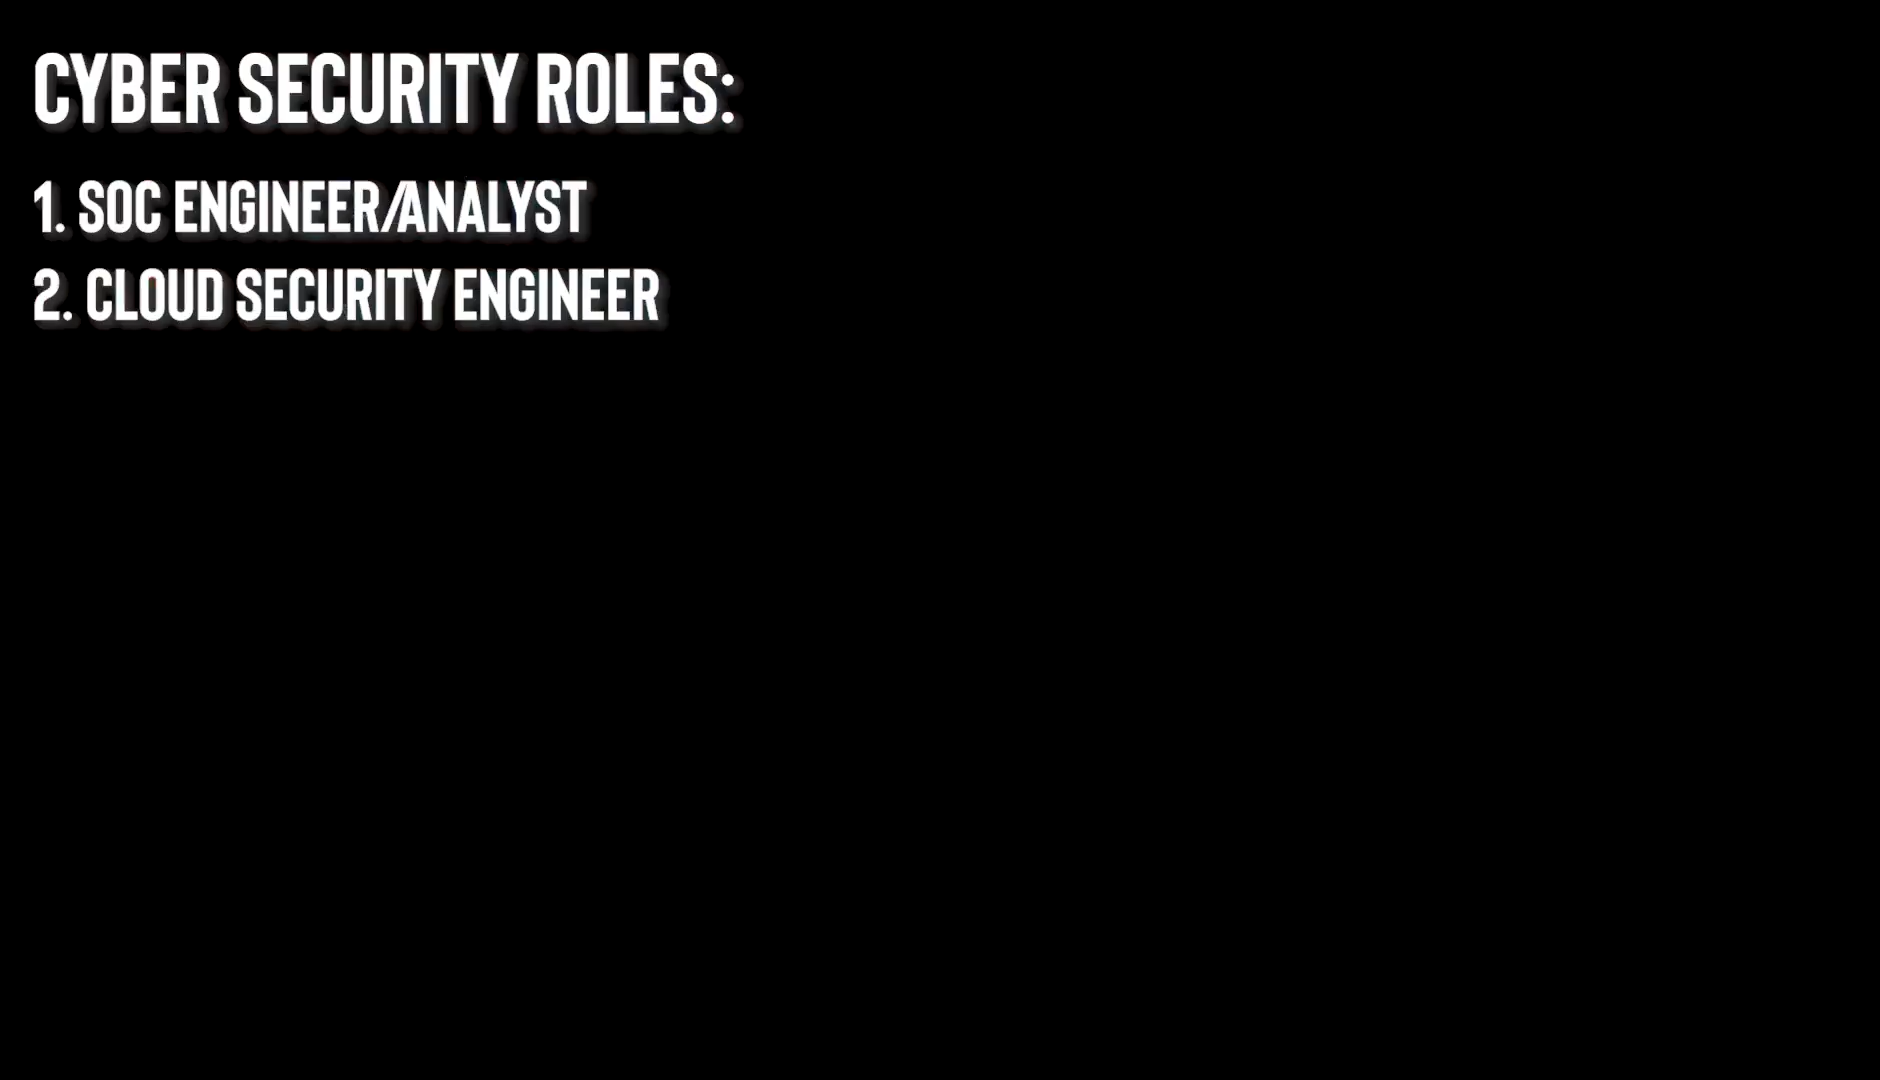 CYBER SECURITY ROLES:
1. SOC ENGINEER/ANALYST
2. CLOUD SECURITY ENGINEER